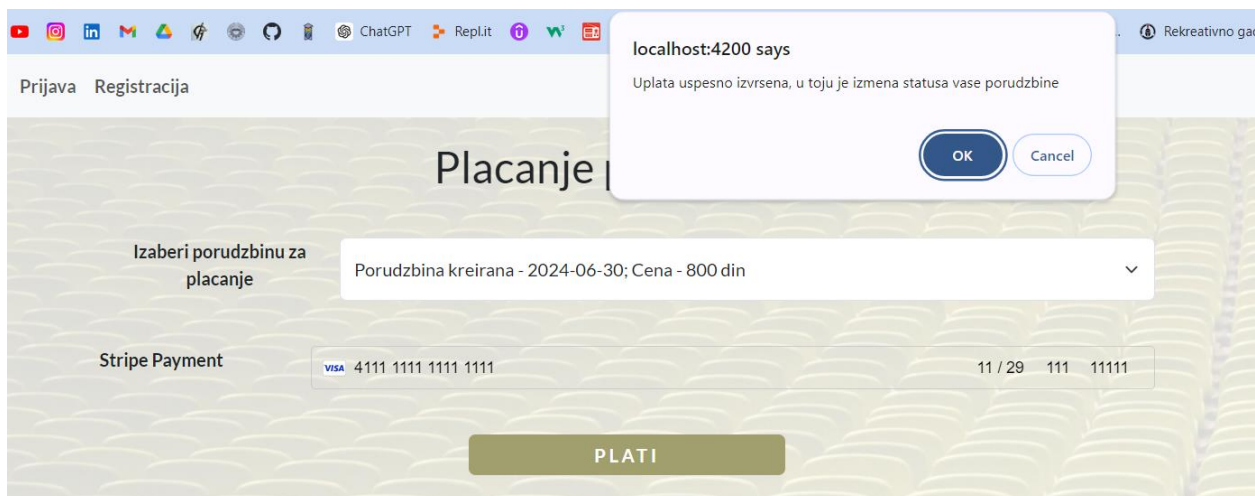 ChatGPT Repl.it
localhost:4200 says
Uplata uspesno izvrsena, u toju je izmena statusa vase porudzbine
OK Cancel
Rekreativno
Prijava Registracija
Placanje
Izaberi porudzbinu za
placanje
Porudzbina kreirana - 2024-06-30; Cena - 800 din
Stripe Payment
VISA 4111 1111 1111 1111 11 / 29 111 11111
PLATI